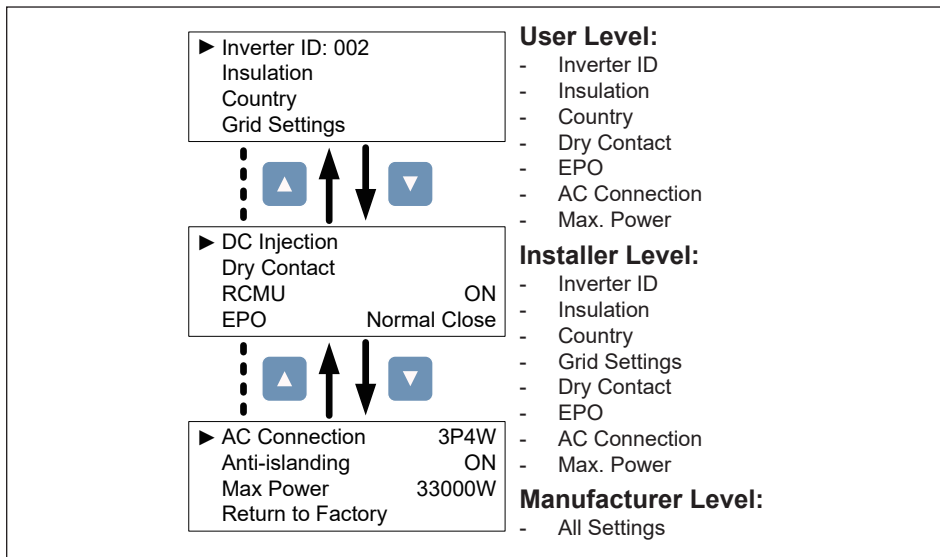 ► Inverter ID: 002
Insulation
Country
Grid Settings
▲ ▼
► DC Injection
Dry Contact
RCMU ON
EPO Normal Close
▲ ▼
► AC Connection 3P4W
Anti-islanding ON
Max Power 33000W
Return to Factory
User Level:
- Inverter ID
- Insulation
- Country
- Dry Contact
- EPO
- AC Connection
- Max. Power
Installer Level:
- Inverter ID
- Insulation
- Country
- Grid Settings
- Dry Contact
- EPO
- AC Connection
- Max. Power
Manufacturer Level:
- All Settings